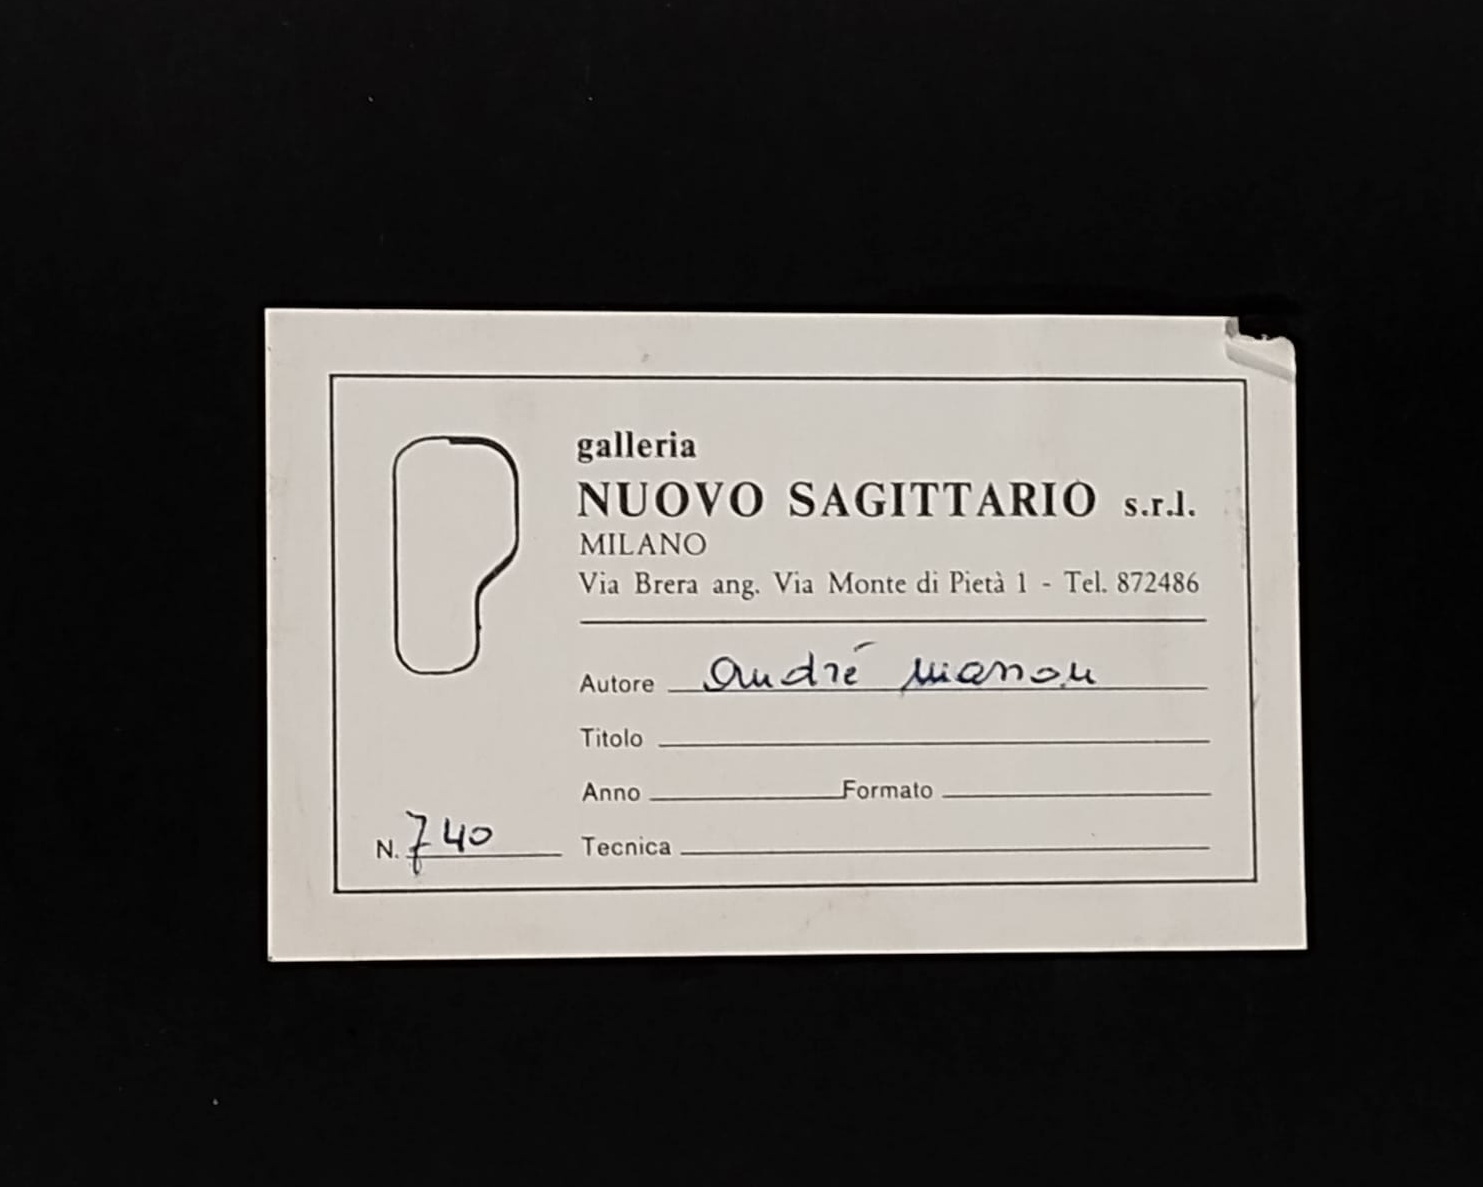 galleria
NUOVO SAGITTARIO s.r.l.
MILANO
Via Brera ang. Via Monte di Pietà 1 - Tel. 872486
Autore André
Titolo
Anno Formato
N. 740 Tecnica